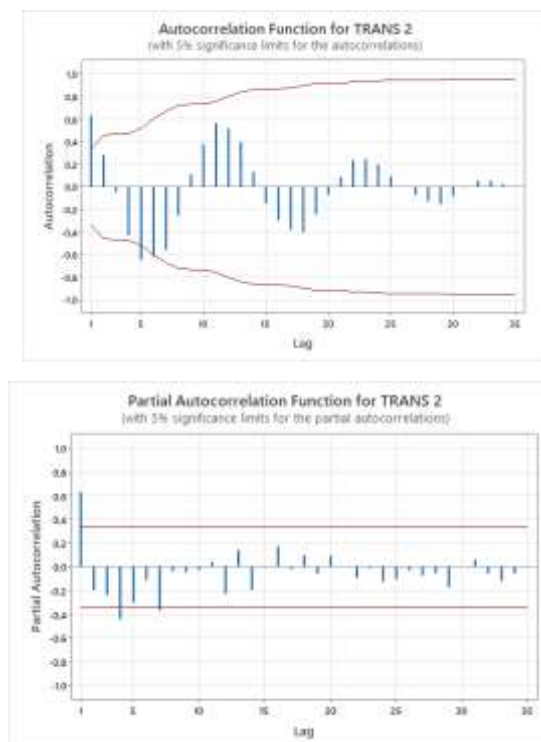 Autocorrelation Function for TRANS 2
(with 5% significance limits for the autocorrelations)
1.0
0.8
0.6
0.4
0.2
0.0
-0.2
-0.4
-0.6
-0.8
-1.0
Autocorrelation
1 5 10 15 20 25 30 35
Lag
Partial Autocorrelation Function for TRANS 2
(with 5% significance limits for the partial autocorrelations)
1.0
0.8
0.6
0.4
0.2
0.0
-0.2
-0.4
-0.6
-0.8
-1.0
Partial Autocorrelation
1 5 10 15 20 25 30 35
Lag